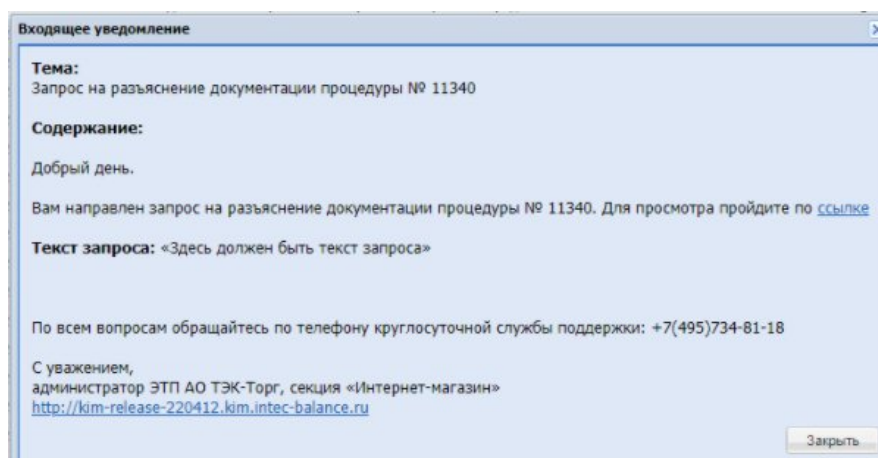 Входящее уведомление
Тема:
Запрос на разъяснение документации процедуры № 11340
Содержание:
Добрый день.
Вам направлен запрос на разъяснение документации процедуры № 11340. Для просмотра пройдите по ссылке
Текст запроса: «Здесь должен быть текст запроса»
По всем вопросам обращайтесь по телефону круглосуточной службы поддержки: +7(495)734-81-18
С уважением,
администратор ЭТП АО ТЭК-Торг, секция «Интернет-магазин»
http://kim-release-220412.kim.intec-balance.ru
Закрыть